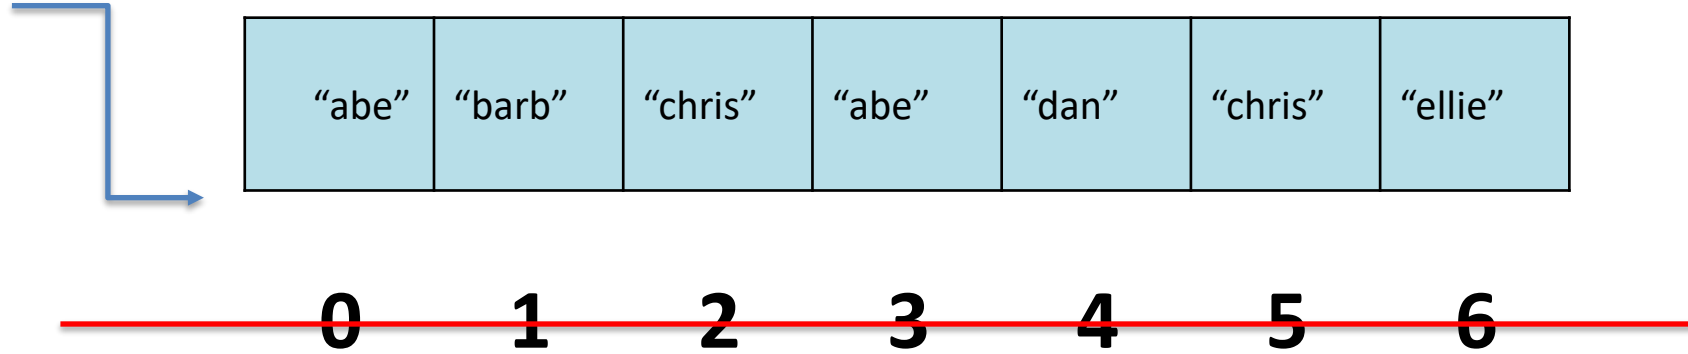 “abe” “barb” “chris” “abe” “dan” “chris” “ellie”
0 1 2 3 4 5 6